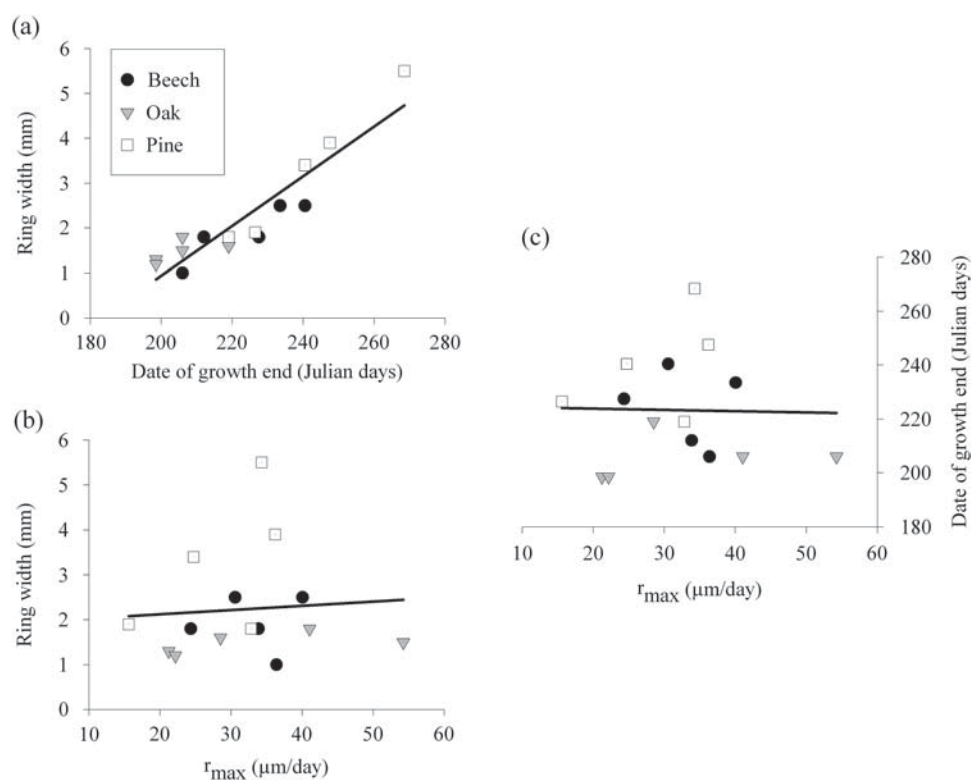 (a)
6
5
4
3
2
1
0
Ring width (mm)
Beech
Oak
Pine
180 200 220 240 260 280
Date of growth end (Julian days)
(b)
6
5
4
3
2
1
0
Ring width (mm)
10 20 30 40 50 60
rmax (µm/day)
(c)
280
260
240
220
200
180
Date of growth end (Julian days)
10 20 30 40 50 60
rmax (µm/day)